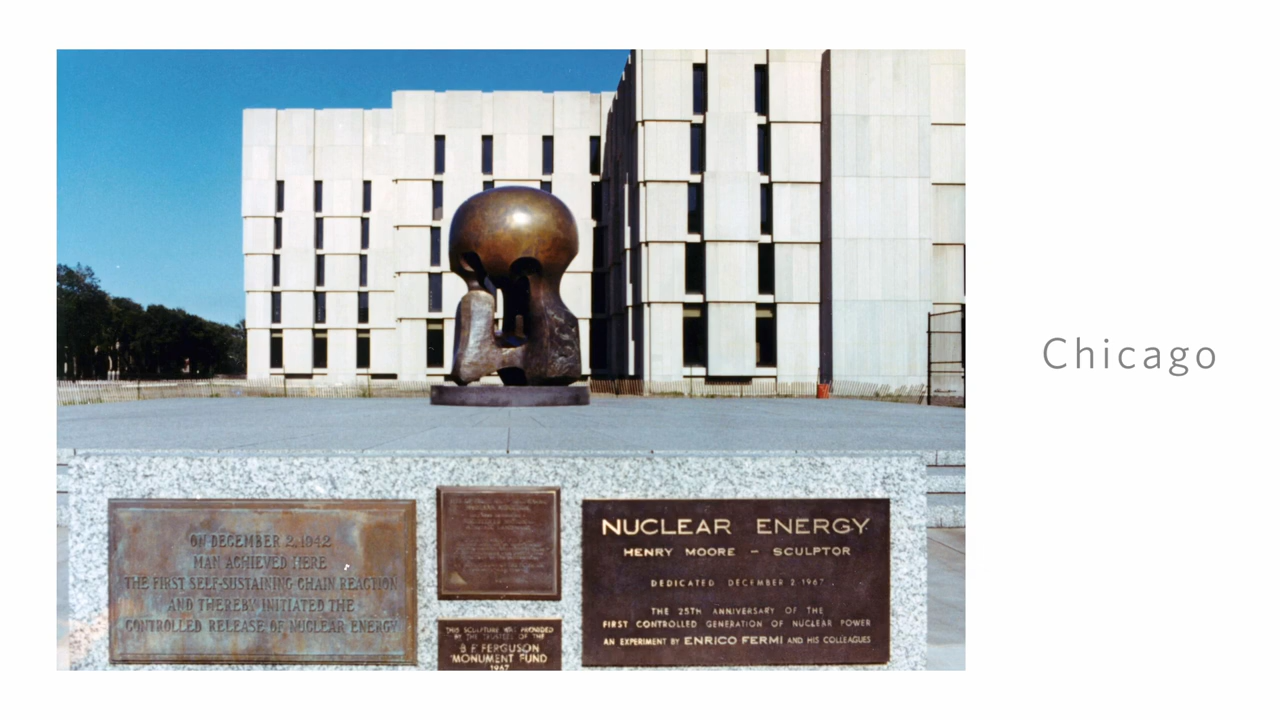 ON DECEMBER 2, 1942
MAN ACHIEVED HERE
THE FIRST SELF-SUSTAINING CHAIN REACTION
AND THEREBY INITIATED THE
CONTROLLED RELEASE OF NUCLEAR ENERGY
THIS SCULPTURE WAS PROVIDED
BY THE TRUSTEES OF THE
B F FERGUSON
MONUMENT FUND
1967
NUCLEAR ENERGY
HENRY MOORE – SCULPTOR
DEDICATED DECEMBER 2 1967
THE 25TH ANNIVERSARY OF THE
FIRST CONTROLLED GENERATION OF NUCLEAR POWER
AN EXPERIMENT BY ENRICO FERMI AND HIS COLLEAGUES
Chicago